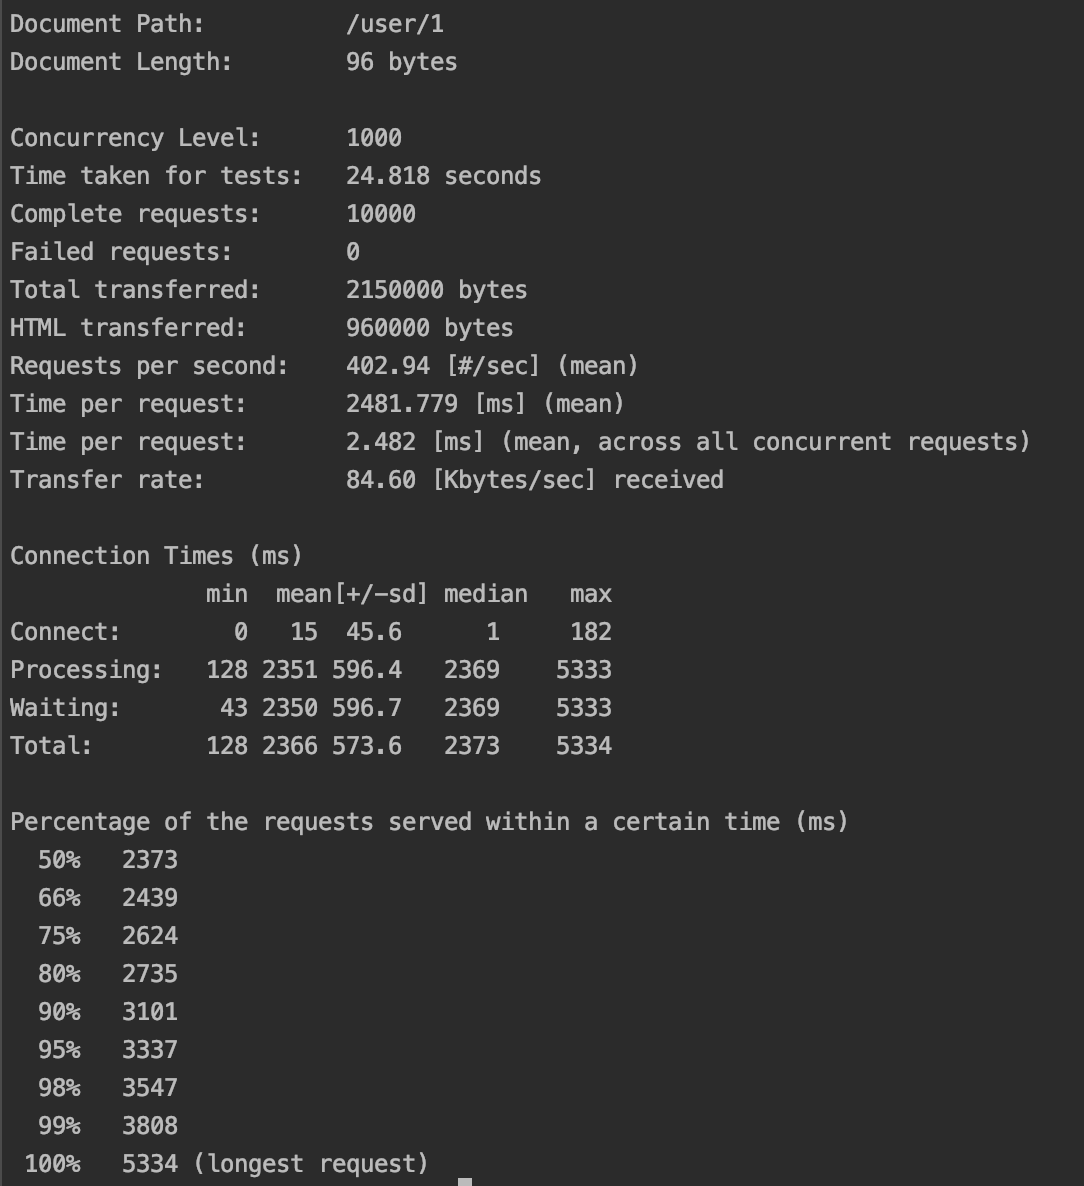 Document Path:          /user/1
Document Length:        96 bytes

Concurrency Level:      1000
Time taken for tests:   24.818 seconds
Complete requests:      10000
Failed requests:        0
Total transferred:      2150000 bytes
HTML transferred:       960000 bytes
Requests per second:    402.94 [#/sec] (mean)
Time per request:       2481.779 [ms] (mean)
Time per request:       2.482 [ms] (mean, across all concurrent requests)
Transfer rate:          84.60 [Kbytes/sec] received

Connection Times (ms)
              min  mean[+/-sd] median   max
Connect:        0   15  45.6      1     182
Processing:   128 2351 596.4   2369    5333
Waiting:       43 2350 596.7   2369    5333
Total:        128 2366 573.6   2373    5334

Percentage of the requests served within a certain time (ms)
  50%   2373
  66%   2439
  75%   2624
  80%   2735
  90%   3101
  95%   3337
  98%   3547
  99%   3808
 100%   5334 (longest request)